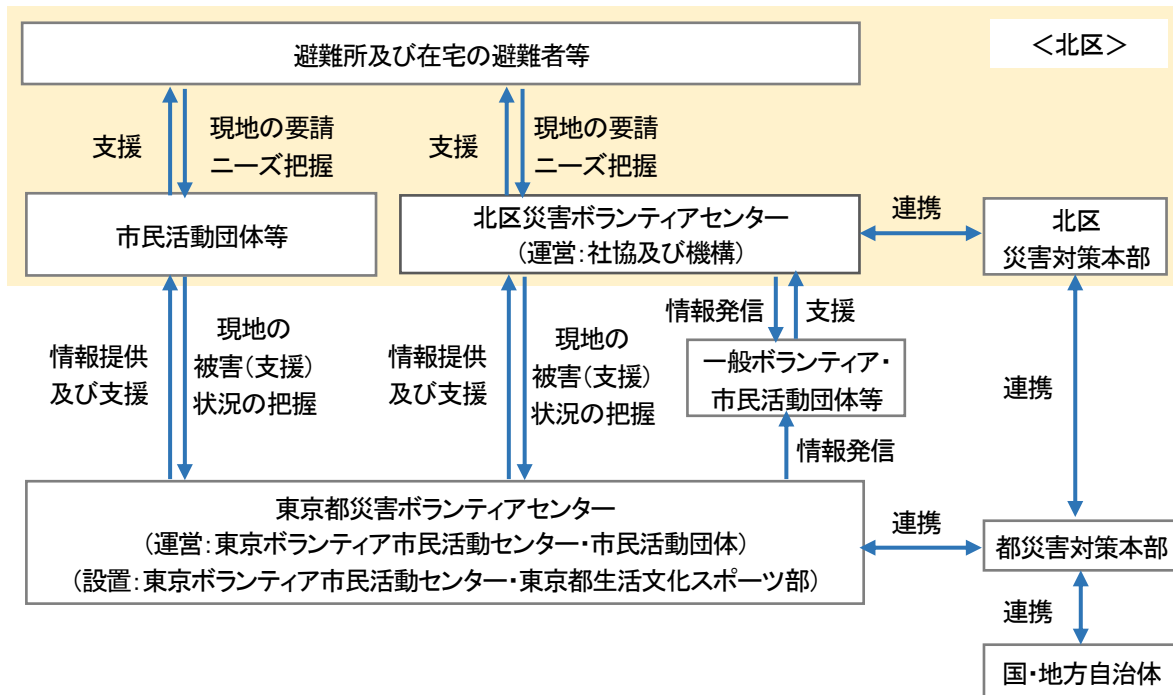 ＜北区＞
避難所及び在宅の避難者等
支援
現地の要請
ニーズ把握
支援
現地の要請
ニーズ把握
市民活動団体等
北区災害ボランティアセンター
（運営：社協及び機構）
連携
北区
災害対策本部
情報提供
及び支援
現地の
被害（支援）
状況の把握
情報提供
及び支援
現地の
被害（支援）
状況の把握
情報発信
支援
一般ボランティア・
市民活動団体等
情報発信
連携
東京都災害ボランティアセンター
（運営：東京ボランティア市民活動センター・市民活動団体）
（設置：東京ボランティア市民活動センター・東京都生活文化スポーツ部）
連携
都災害対策本部
連携
国・地方自治体